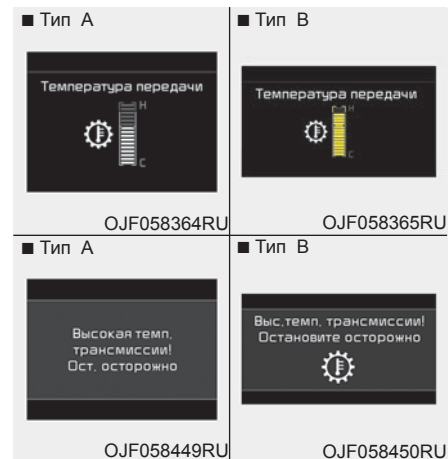 ■ Тип A
Температура передачи
H
C
OJF058364RU
■ Тип B
Температура передачи
H
C
OJF058365RU
■ Тип A
Высокая темп.
трансмиссии!
Ост. осторожно
OJF058449RU
■ Тип B
Выс.темп. трансмиссии!
Остановите осторожно
OJF058450RU